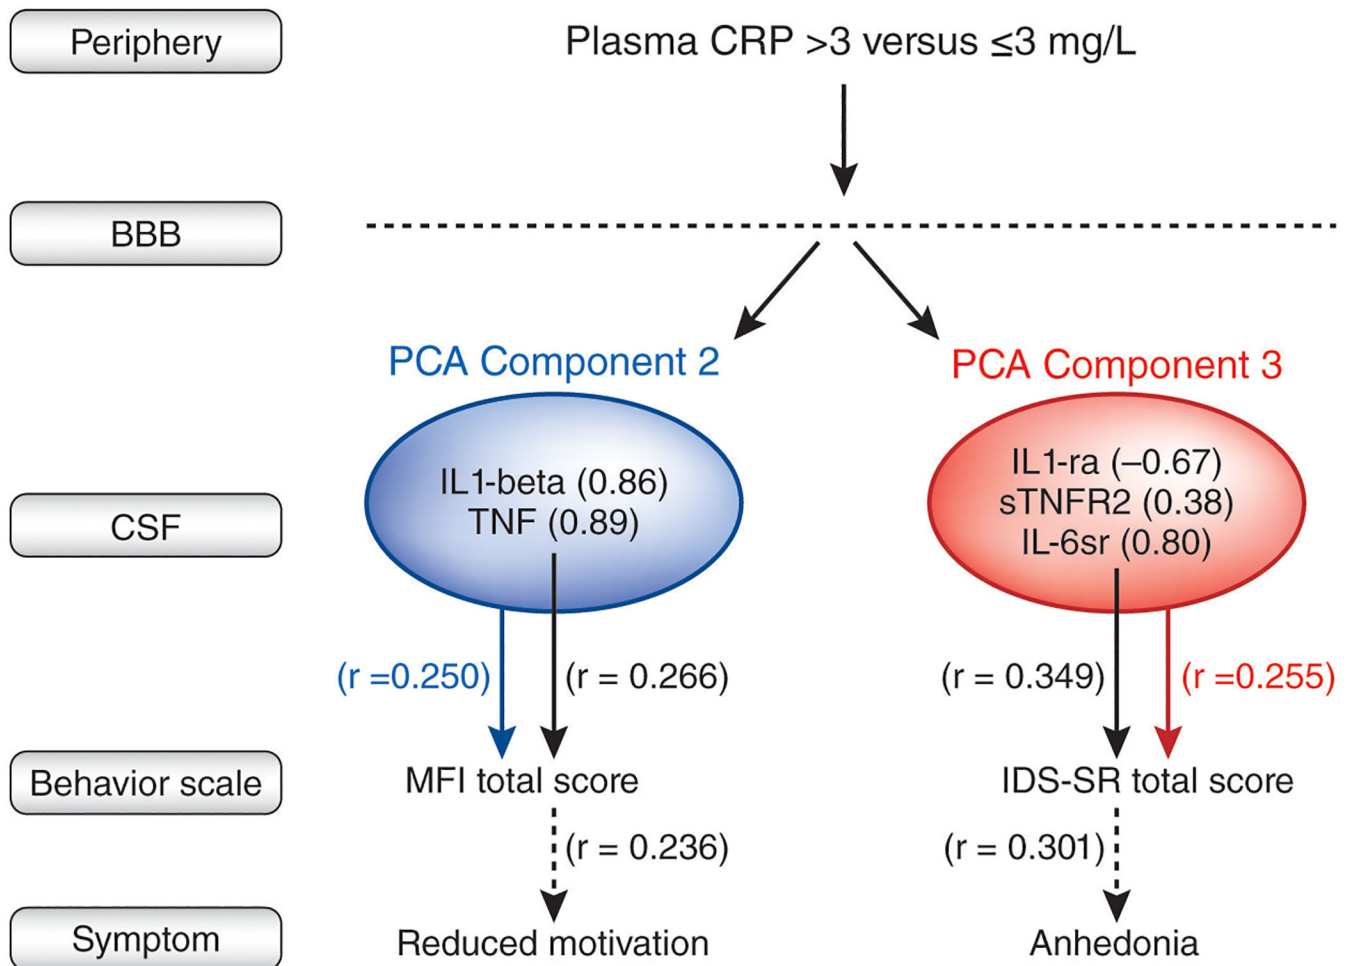 Periphery
Plasma CRP >3 versus ≤3 mg/L
BBB
PCA Component 2
PCA Component 3
CSF
IL1-beta (0.86)
TNF (0.89)
IL1-ra (–0.67)
sTNFR2 (0.38)
IL-6sr (0.80)
(r =0.250)
(r = 0.266)
(r = 0.349)
(r =0.255)
Behavior scale
MFI total score
IDS-SR total score
(r = 0.236)
(r = 0.301)
Symptom
Reduced motivation
Anhedonia